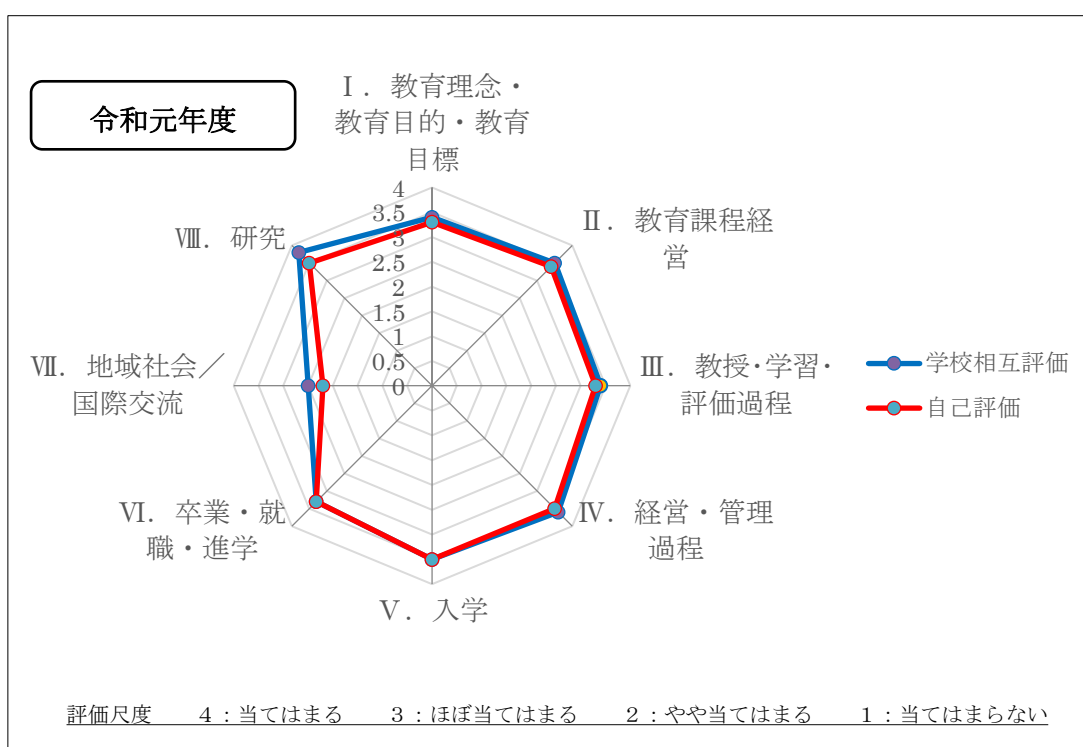 令和元年度
Ⅰ．教育理念・
教育目的・教育
目標
Ⅱ．教育課程経
営
Ⅲ．教授・学習・
評価過程
Ⅳ．経営・管理
過程
Ⅴ．入学
Ⅵ．卒業・就
職・進学
Ⅶ．地域社会／
国際交流
Ⅷ．研究
4
3.5
3
2.5
2
1.5
1
0.5
0
学校相互評価
自己評価
評価尺度　４：当てはまる　３：ほぼ当てはまる　２：やや当てはまる　１：当てはまらない